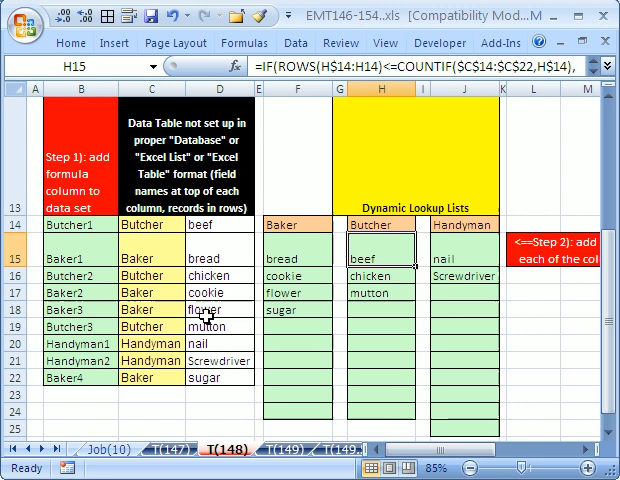 EMT146-154..xls [Compatibility Mod... M
Home Insert Page Layout Formulas Data Review View Developer Add-Ins
H15 fx =IF(ROWS(H$14:H14)<=COUNTIF($C$14:$C$22,H$14),
A B C D E F G H I J K L M
13
Step 1): add
formula
column to
data set
Data Table not set up in
proper "Database" or
"Excel List" or "Excel
Table" format (field
names at top of each
column, records in rows)
Dynamic Lookup Lists
14 Butcher1 Butcher beef Baker Butcher Handyman
<==Step 2): add
each of the col
15 Baker1 Baker bread bread beef nail
16 Butcher2 Butcher chicken cookie chicken Screwdriver
17 Baker2 Baker cookie flower mutton
18 Baker3 Baker flower sugar
19 Butcher3 Butcher mutton
20 Handyman1 Handyman nail
21 Handyman2 Handyman Screwdriver
22 Baker4 Baker sugar
23
24
25
Job(10) T(147) T(148) T(149) T(149..
Ready 85%